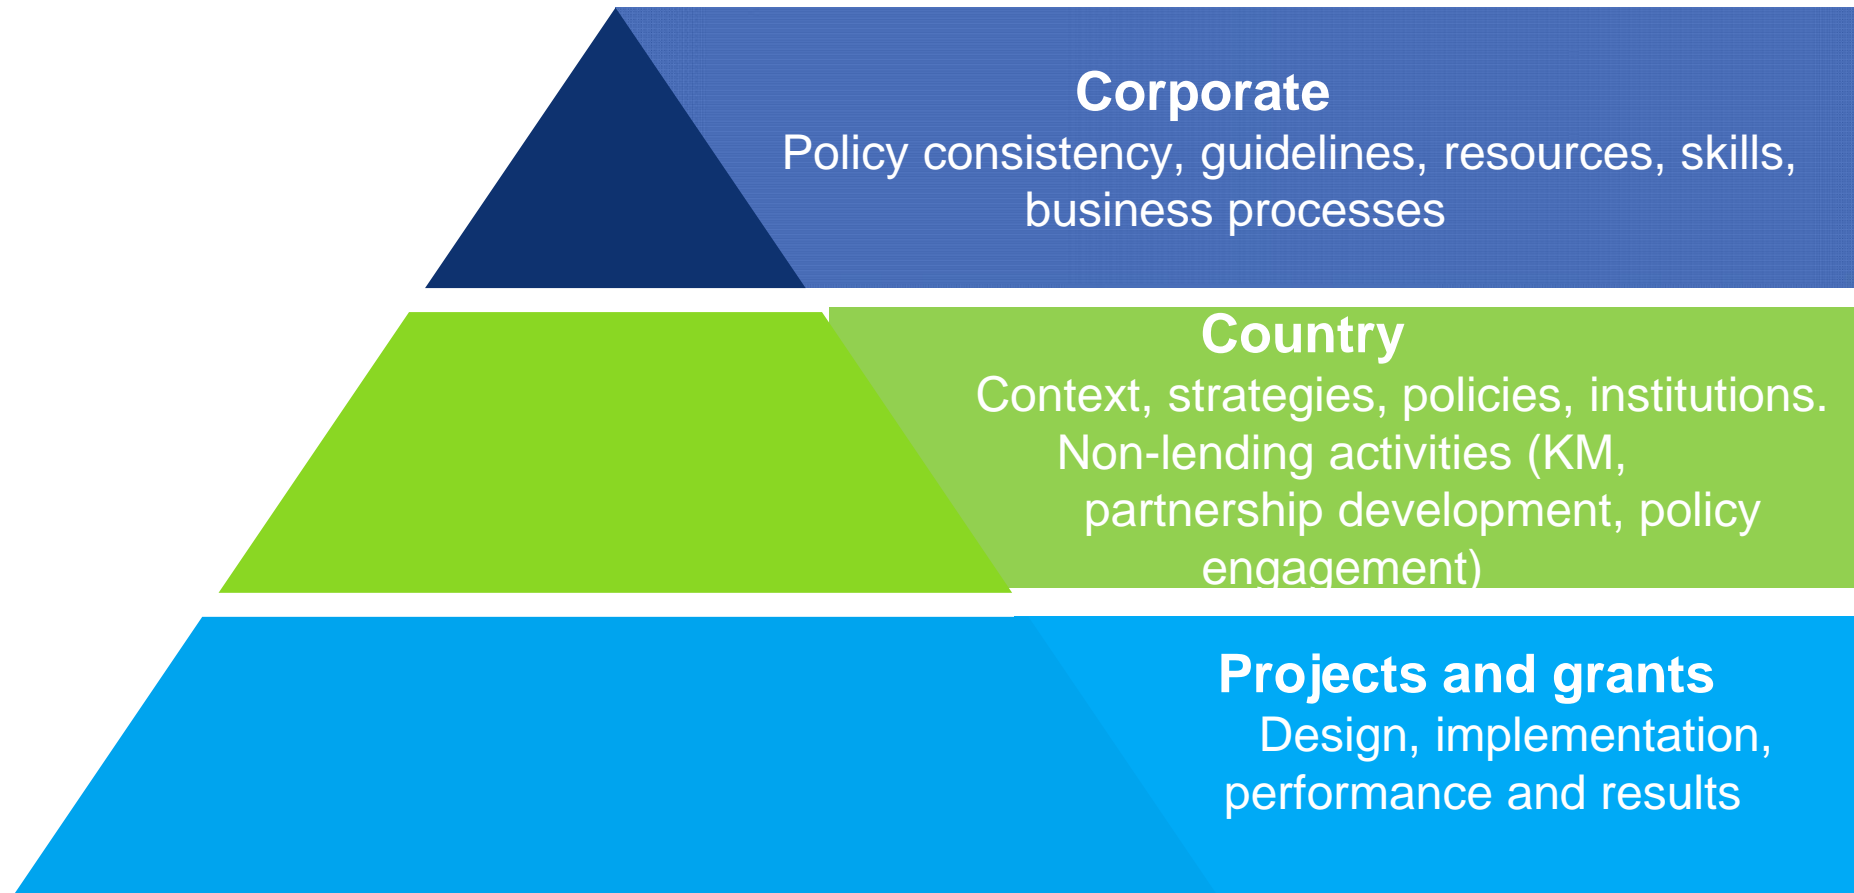 Corporate
Policy consistency, guidelines, resources, skills,
business processes
Country
Context, strategies, policies, institutions.
Non-lending activities (KM,
partnership development, policy
engagement)
Projects and grants
Design, implementation,
performance and results